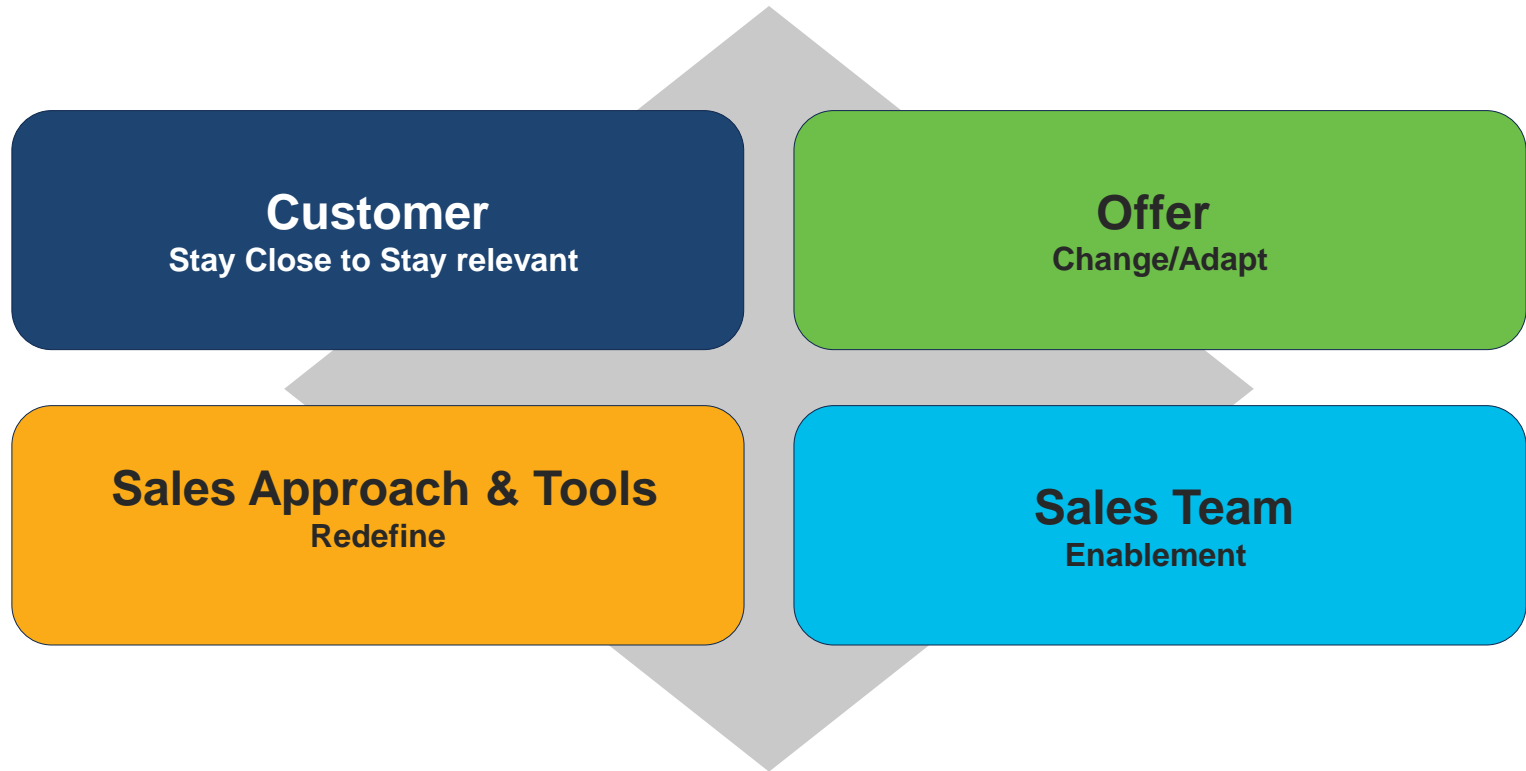 Customer
Stay Close to Stay relevant
Offer
Change/Adapt
Sales Approach & Tools
Redefine
Sales Team
Enablement